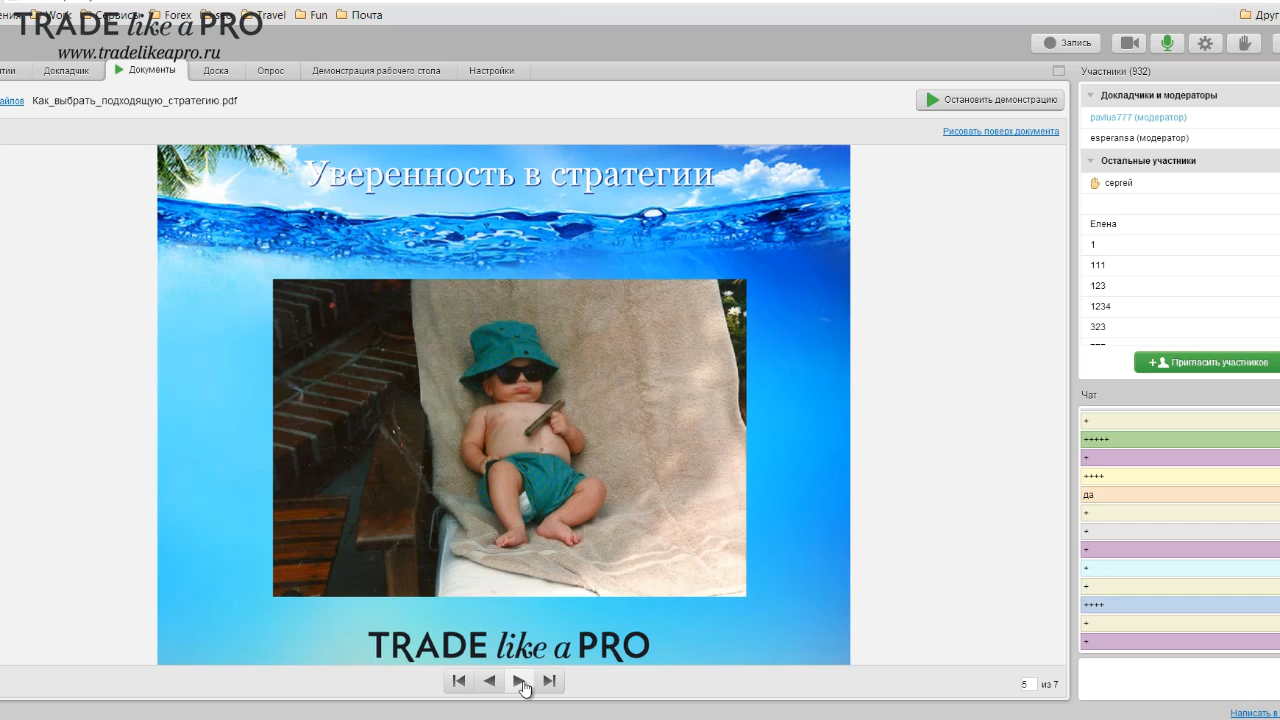 Work
Сервисы
Forex
Travel
Fun
Почта
TRADE like a PRO
www.tradelikeapro.ru
Запись
Докладчик
Документы
Доска
Опрос
Демонстрация рабочего стола
Настройки
Участники (932)
Как_выбрать_подходящую_стратегию.pdf
Остановить демонстрацию
Рисовать поверх документа
Докладчики и модераторы
pavlus777 (модератор)
esperansa (модератор)
Остальные участники
сергей
Елена
1
111
123
1234
323
Пригласить участников
Уверенность в стратегии
TRADE like a PRO
Чат
+
+++++
+
++++
да
+
+
+
+
+
++++
+
+
5 из 7
Написать в